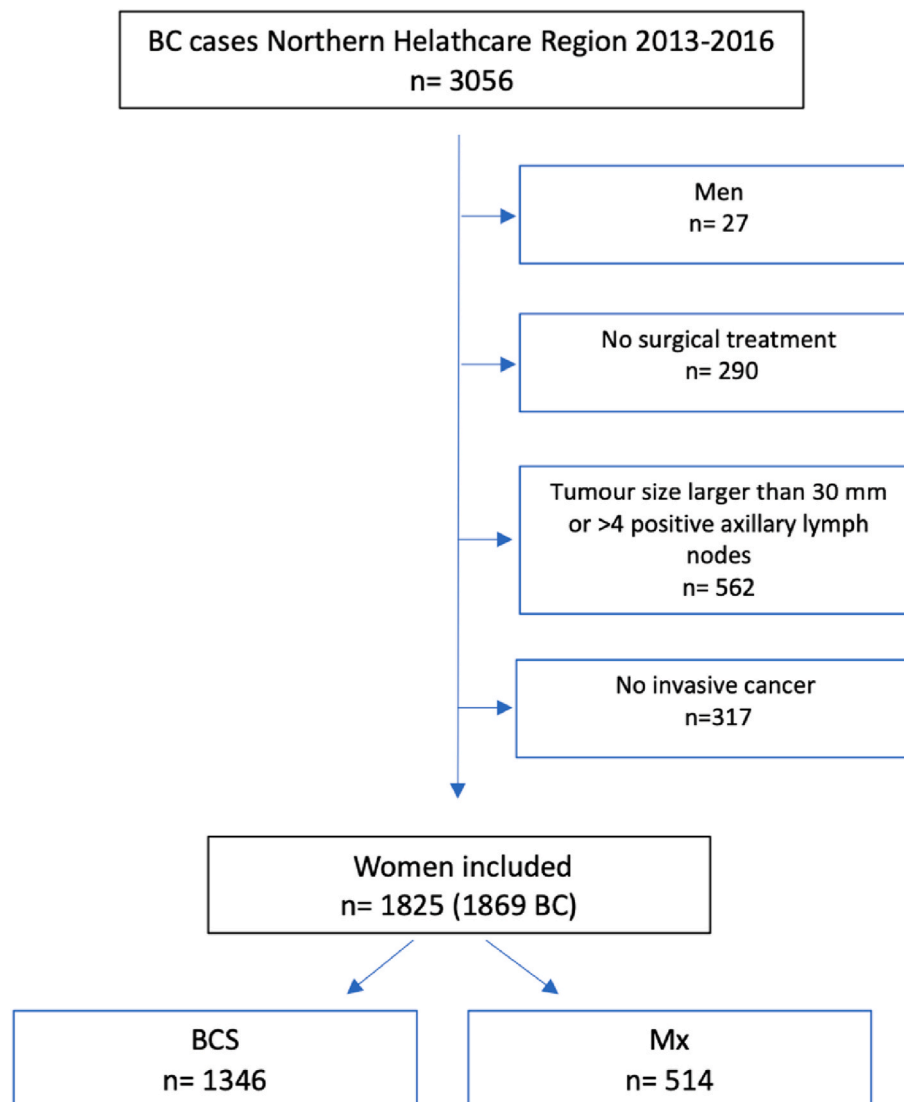 BC cases Northern Helathcare Region 2013-2016
n= 3056
Men
n= 27
No surgical treatment
n= 290
Tumour size larger than 30 mm
or >4 positive axillary lymph
nodes
n= 562
No invasive cancer
n=317
Women included
n= 1825 (1869 BC)
BCS
n= 1346
Mx
n= 514